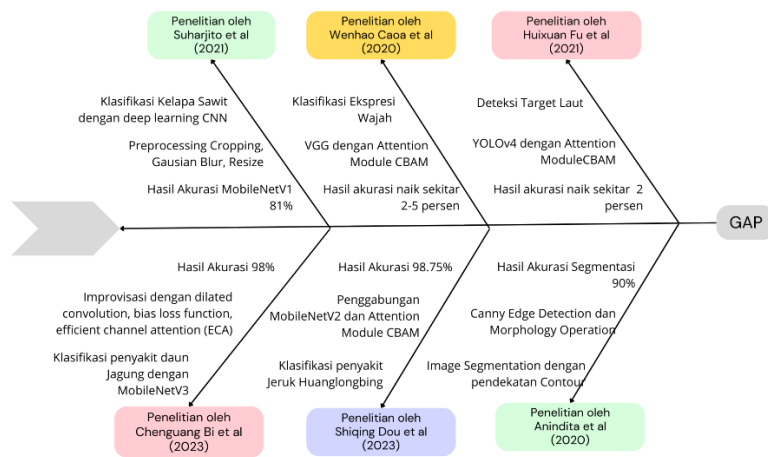 Penelitian oleh
Suharjito et al
(2021)
Penelitian oleh
Wenhao Caoa et al
(2020)
Penelitian oleh
Huixuan Fu et al
(2021)
Klasifikasi Kelapa Sawit
dengan deep learning CNN
Preprocessing Cropping,
Gausian Blur, Resize
Hasil Akurasi MobileNetV1
81%
Klasifikasi Ekspresi
Wajah
VGG dengan Attention
Module CBAM
Hasil akurasi naik sekitar
2-5 persen
Deteksi Target Laut
YOLOv4 dengan Attention
ModuleCBAM
Hasil akurasi naik sekitar 2
persen
GAP
Hasil Akurasi 98%
Improvisasi dengan dilated
convolution, bias loss function,
efficient channel attention (ECA)
Klasifikasi penyakit daun
Jagung dengan
MobileNetV3
Hasil Akurasi 98.75%
Penggabungan
MobileNetV2 dan Attention
Module CBAM
Klasifikasi penyakit
Jeruk Huanglongbing
Hasil Akurasi Segmentasi
90%
Canny Edge Detection dan
Morphology Operation
Image Segmentation dengan
pendekatan Contour
Penelitian oleh
Chenguang Bi et al
(2023)
Penelitian oleh
Shiqing Dou et al
(2023)
Penelitian oleh
Anindita et al
(2020)